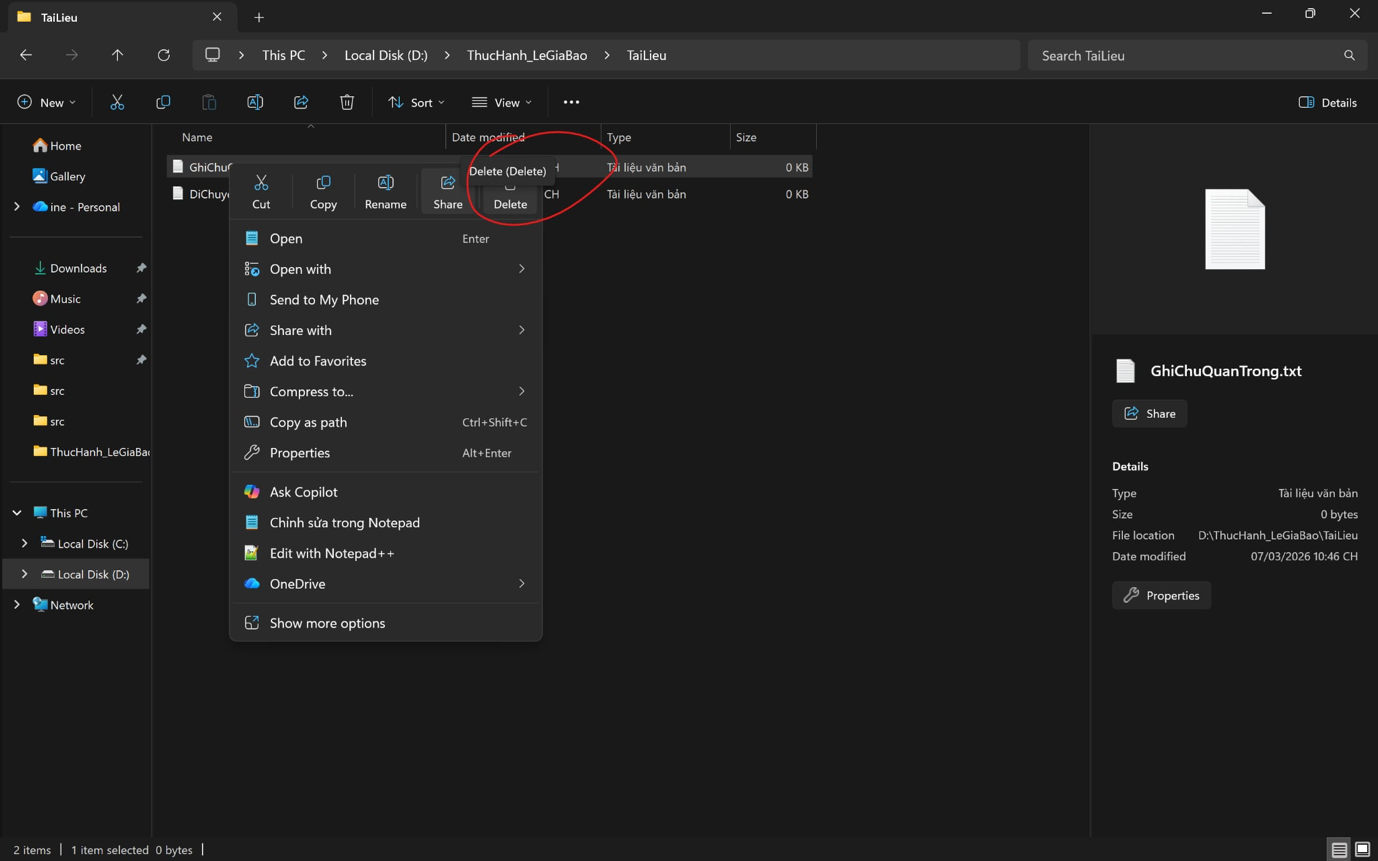 TaiLieu
This PC
Local Disk (D:)
ThucHanh_LeGiaBao
TaiLieu
Search TaiLieu
New
Sort
View
Details
Name
Date modified
Type
Size
Home
Gallery
ine - Personal
Downloads
Music
Videos
src
src
src
ThucHanh_LeGiaBa
This PC
Local Disk (C:)
Local Disk (D:)
Network
GhiChu
Tài liệu văn bản
0 KB
DiChuy
CH
Tài liệu văn bản
0 KB
Delete (Delete)
Cut
Copy
Rename
Share
Delete
Open Enter
Open with
Send to My Phone
Share with
Add to Favorites
Compress to...
Copy as path Ctrl+Shift+C
Properties Alt+Enter
Ask Copilot
Chỉnh sửa trong Notepad
Edit with Notepad++
OneDrive
Show more options
GhiChuQuanTrong.txt
Share
Details
Type Tài liệu văn bản
Size 0 bytes
File location D:\ThucHanh_LeGiaBao\TaiLieu
Date modified 07/03/2026 10:46 CH
Properties
2 items
1 item selected 0 bytes